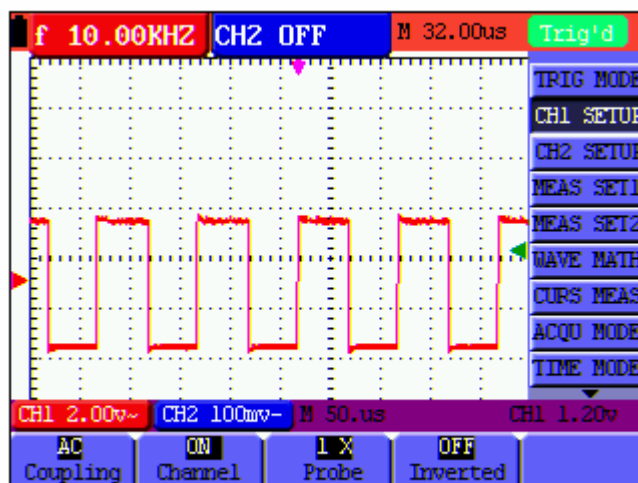 f 10.00KHZ CH2 OFF M 32.00us Trig'd
TRIG MODE
CH1 SETUP
CH2 SETUP
MEAS SET1
MEAS SET2
WAVE MATH
CURS MEAS
ACQU MODE
TIME MODE
CH1 2.00v~ CH2 100mv- M 50.us CH1 1.20v
AC ON 1 X OFF
Coupling Channel Probe Inverted